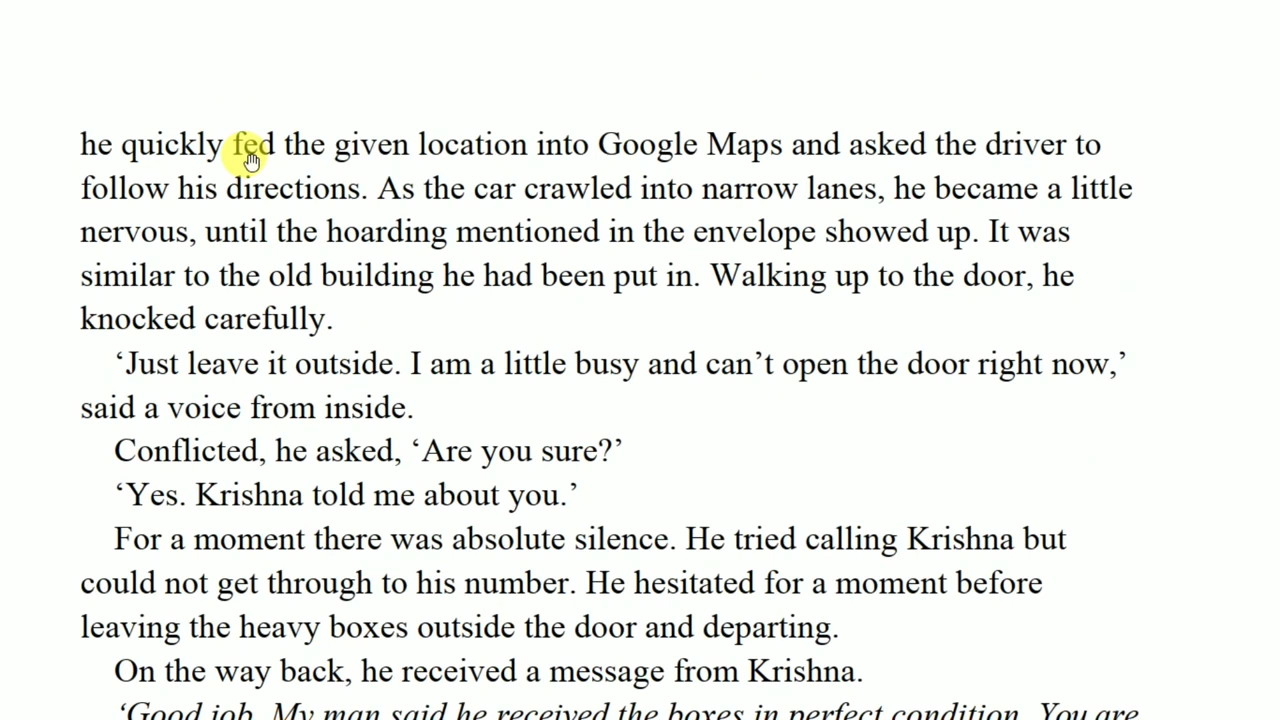 he quickly fed the given location into Google Maps and asked the driver to
follow his directions. As the car crawled into narrow lanes, he became a little
nervous, until the hoarding mentioned in the envelope showed up. It was
similar to the old building he had been put in. Walking up to the door, he
knocked carefully.
‘Just leave it outside. I am a little busy and can’t open the door right now,’
said a voice from inside.
Conflicted, he asked, ‘Are you sure?’
‘Yes. Krishna told me about you.’
For a moment there was absolute silence. He tried calling Krishna but
could not get through to his number. He hesitated for a moment before
leaving the heavy boxes outside the door and departing.
On the way back, he received a message from Krishna.
‘Good job. My man said he received the boxes in perfect condition. You are